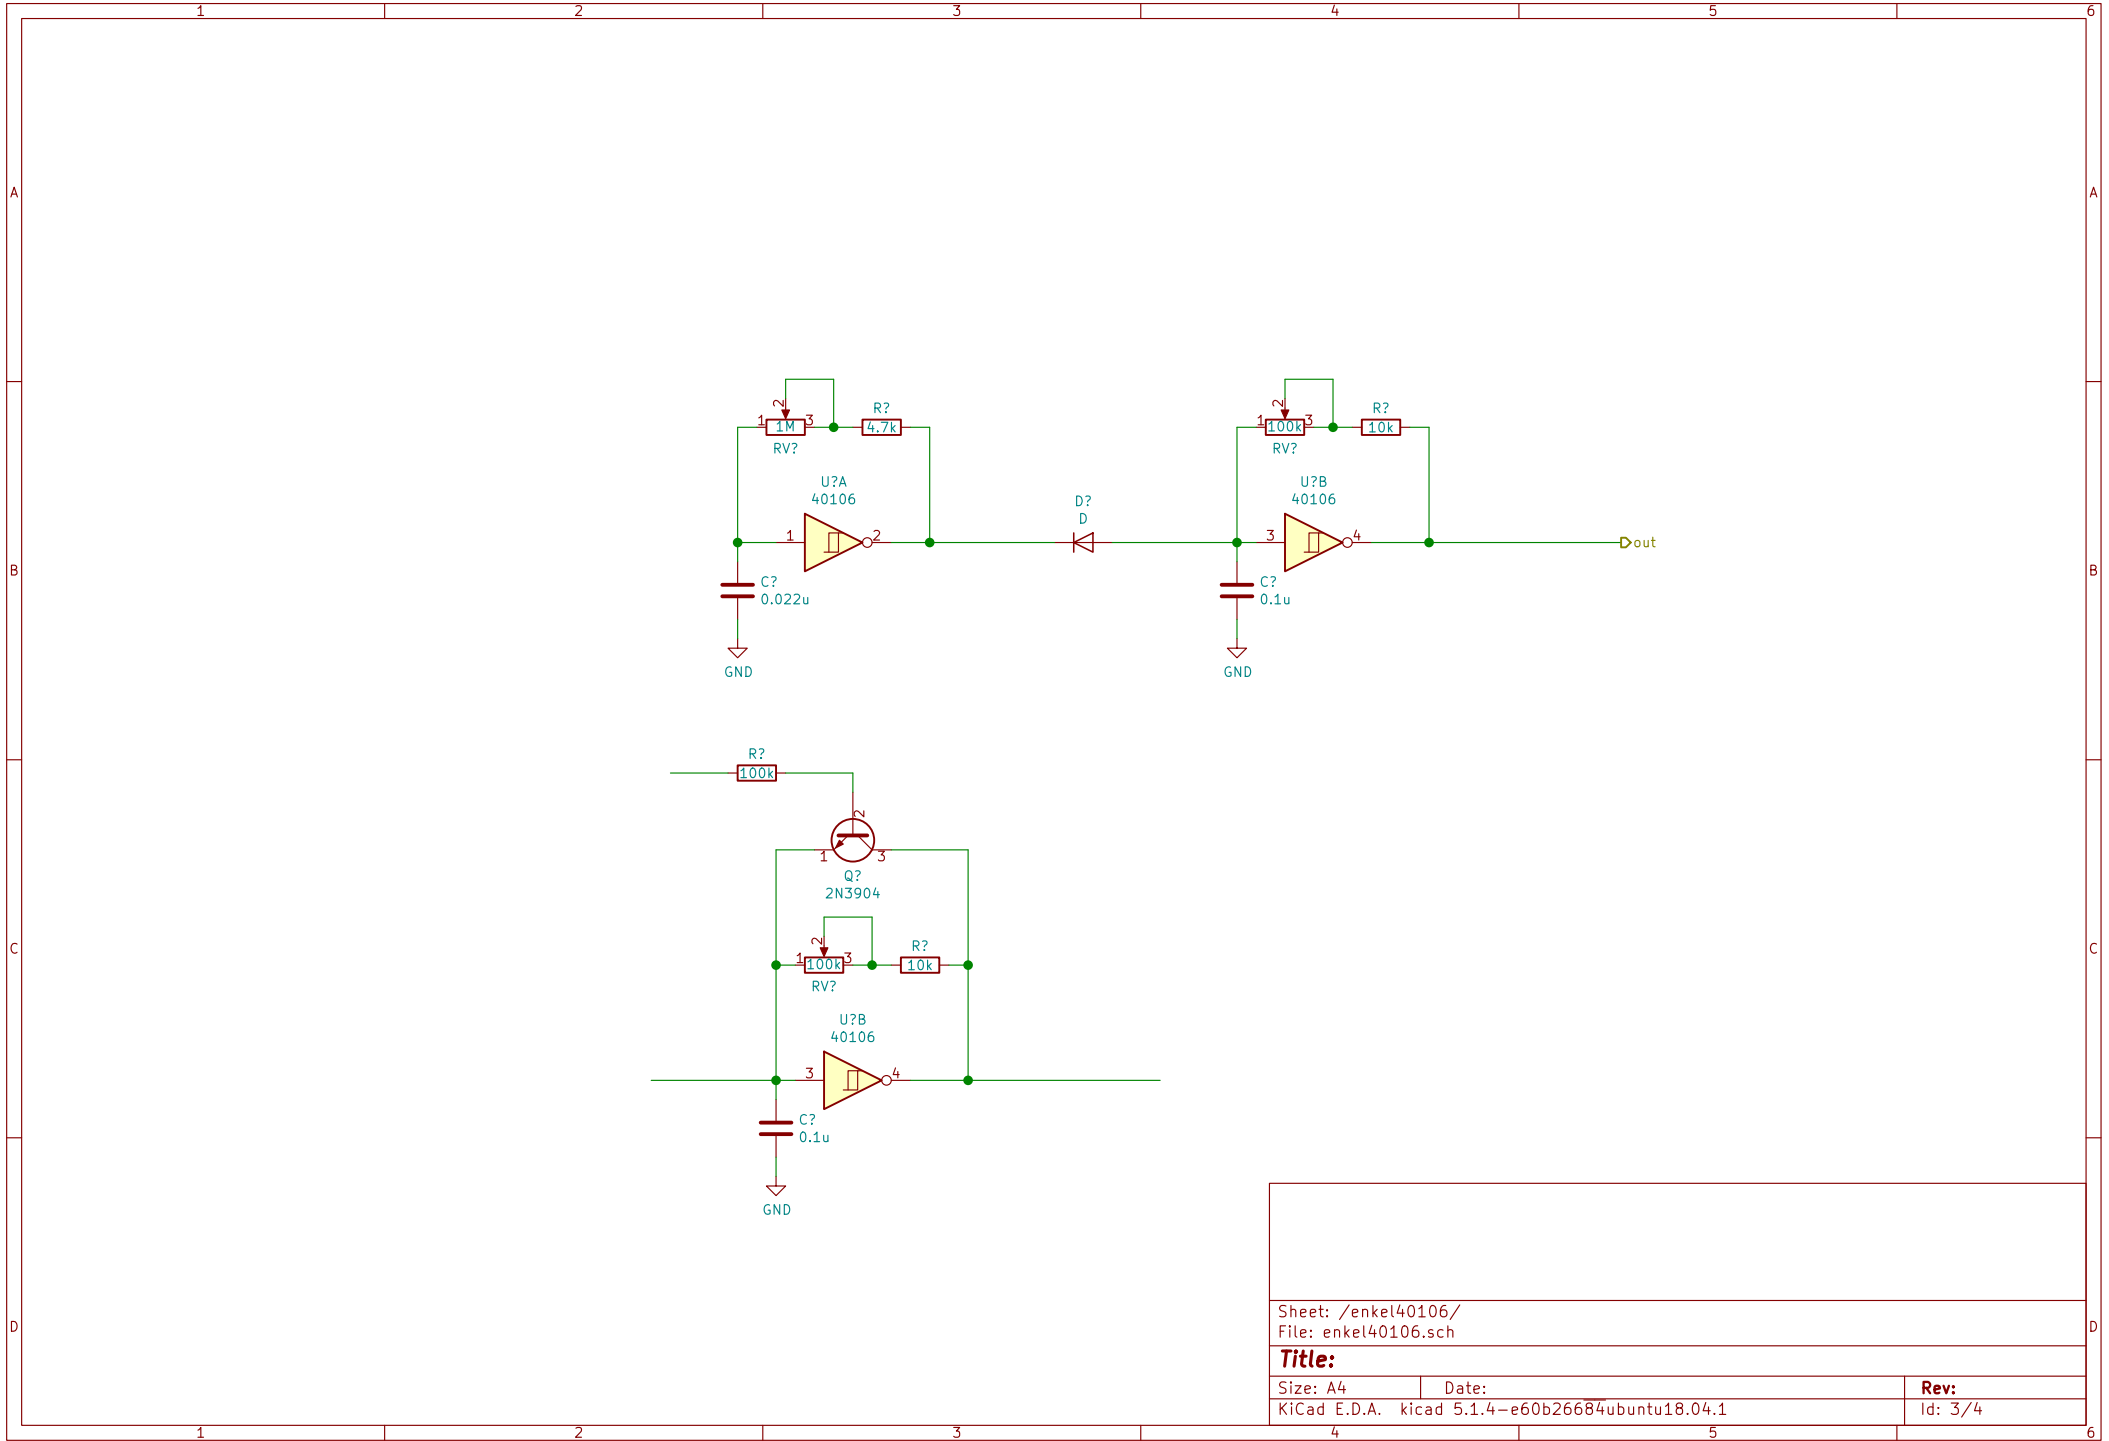 1 2 3 4 5 6
A A
R? R?
2 2
1 3 1 3
1M 4.7k 100k 10k
RV? RV?
U?A U?B
40106 40106
D?
D
1 2 3 4
out
B B
C? C?
0.022u 0.1u
GND GND
R?
100k
2
1 3
Q?
2N3904
2 R?
1 3
100k 10k
RV?
C C
U?B
40106
3 4
C?
0.1u
GND
Sheet: /enkel40106/
File: enkel40106.sch
D D
Title:
Size: A4 Date: Rev:
KiCad E.D.A. kicad 5.1.4-e60b26684ubuntu18.04.1 Id: 3/4
1 2 3 4 5 6